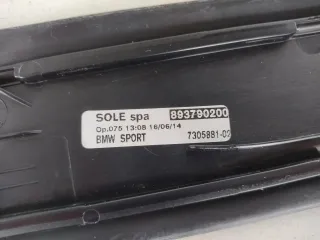 SOLE spa 893790200
Op.075 13:08 16/06/14
BMW SPORT 7305881-02